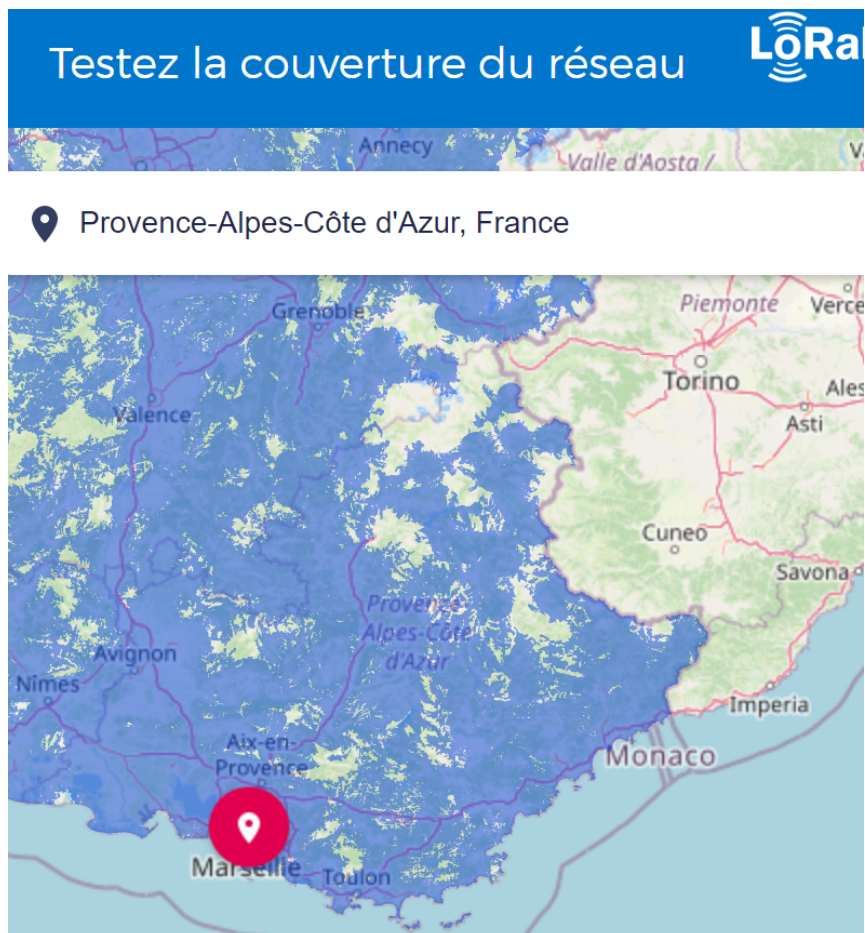 Testez la couverture du réseau
LoRa
Annecy
Valle d'Aosta /
Provence-Alpes-Côte d'Azur, France
Grenoble
Piemonte
Torino
Valence
Asti
Cuneo
Savona
Provence-
Alpes-Côte
d'Azur
Avignon
Nîmes
Imperia
Aix-en-
Provence
Monaco
Marseille
Toulon